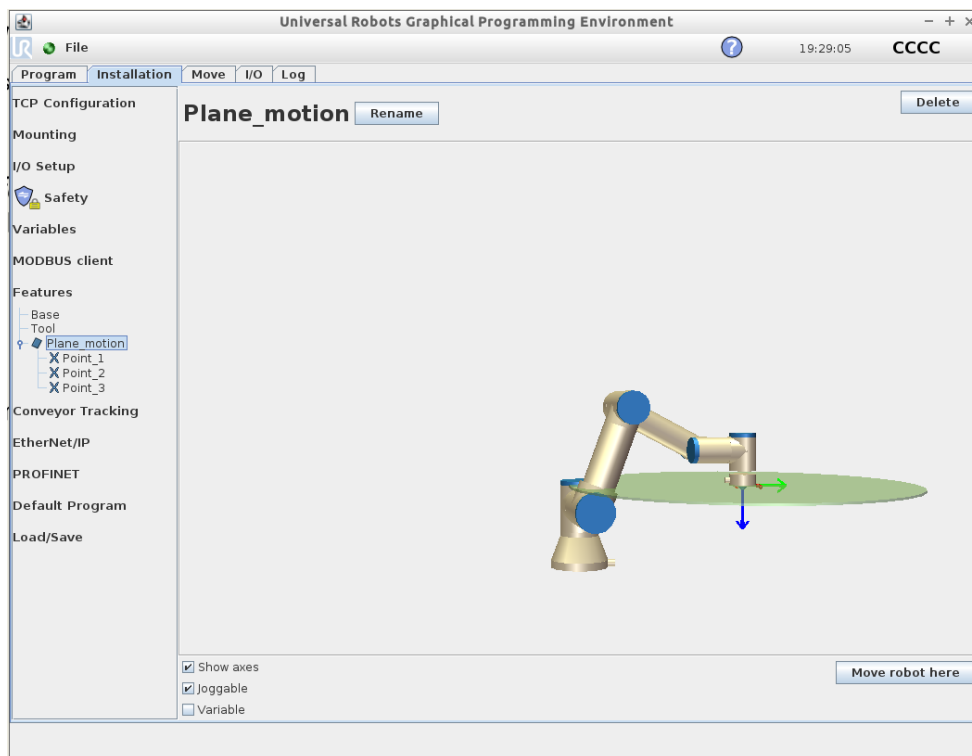 Universal Robots Graphical Programming Environment
UR File ? 19:29:05 CCCC
Program Installation Move I/O Log
TCP Configuration
Mounting
I/O Setup
Safety
Variables
MODBUS client
Features
Base
Tool
Plane_motion
Point_1
Point_2
Point_3
Conveyor Tracking
EtherNet/IP
PROFINET
Default Program
Load/Save
Plane_motion Rename Delete
Show axes
Joggable
Variable
Move robot here